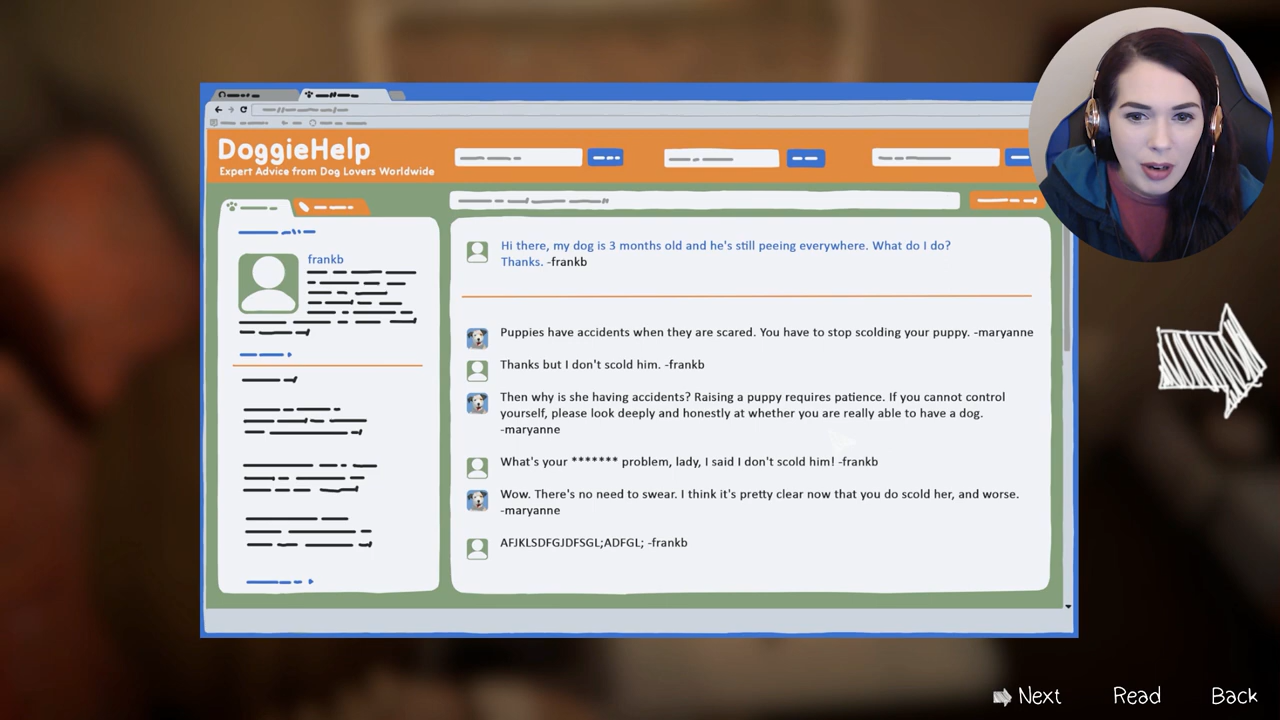 DoggieHelp
Expert Advice from Dog Lovers Worldwide
frankb
Hi there, my dog is 3 months old and he's still peeing everywhere. What do I do?
Thanks. -frankb
Puppies have accidents when they are scared. You have to stop scolding your puppy. -maryanne
Thanks but I don't scold him. -frankb
Then why is she having accidents? Raising a puppy requires patience. If you cannot control
yourself, please look deeply and honestly at whether you are really able to have a dog.
-maryanne
What's your ******* problem, lady, I said I don't scold him! -frankb
Wow. There's no need to swear. I think it's pretty clear now that you do scold her, and worse.
-maryanne
AFJKLSDFGJDFSGL;ADFGL; -frankb
Next
Read
Back